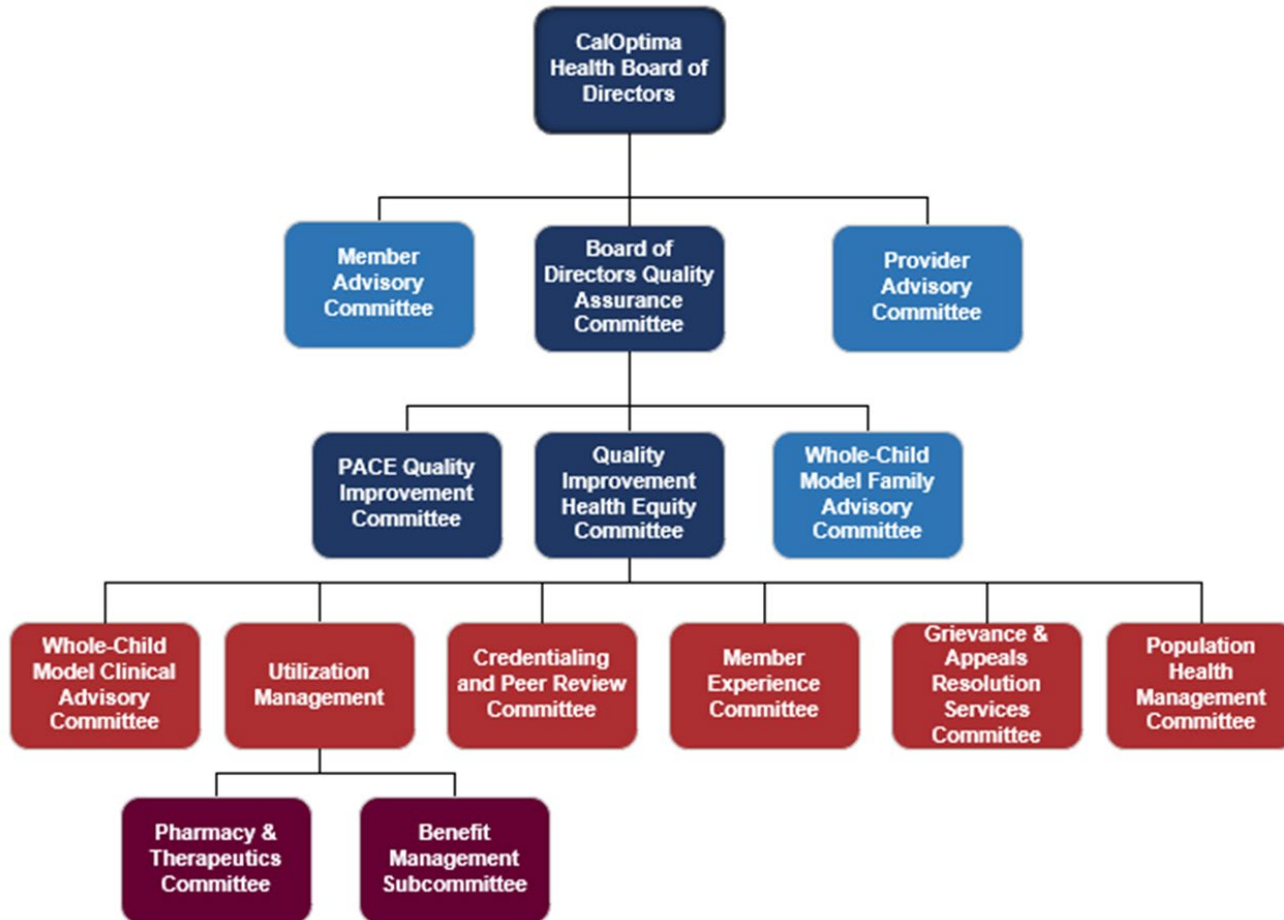 CalOptima
Health Board of
Directors
Member
Advisory
Committee
Board of
Directors Quality
Assurance
Committee
Provider
Advisory
Committee
PACE Quality
Improvement
Committee
Quality
Improvement
Health Equity
Committee
Whole-Child
Model Family
Advisory
Committee
Whole-Child
Model Clinical
Advisory
Committee
Utilization
Management
Credentialing
and Peer Review
Committee
Member
Experience
Committee
Grievance &
Appeals
Resolution
Services
Committee
Population
Health
Management
Committee
Pharmacy &
Therapeutics
Committee
Benefit
Management
Subcommittee